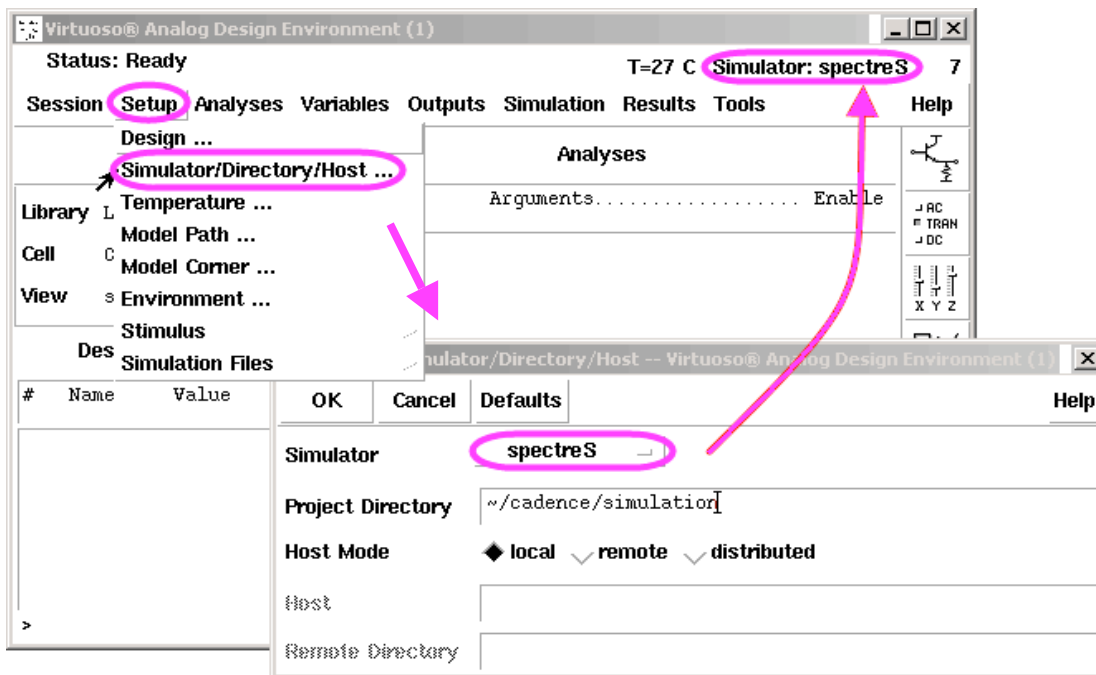 Virtuoso® Analog Design Environment (1)
Status: Ready
T=27 C Simulator: spectreS 7
Session Setup Analyses Variables Outputs Simulation Results Tools Help
Design ...
Simulator/Directory/Host ...
Temperature ...
Model Path ...
Model Corner ...
Environment ...
Stimulus
Simulation Files
Analyses
Arguments.................. Enable
Library L
Cell C
View s
Des
# Name Value
>
AC
TRAN
DC
X Y Z
mulator/Directory/Host -- Virtuoso® Analog Design Environment (1)
OK Cancel Defaults Help
Simulator spectreS
Project Directory ~/cadence/simulation
Host Mode local remote distributed
Host
Remote Directory